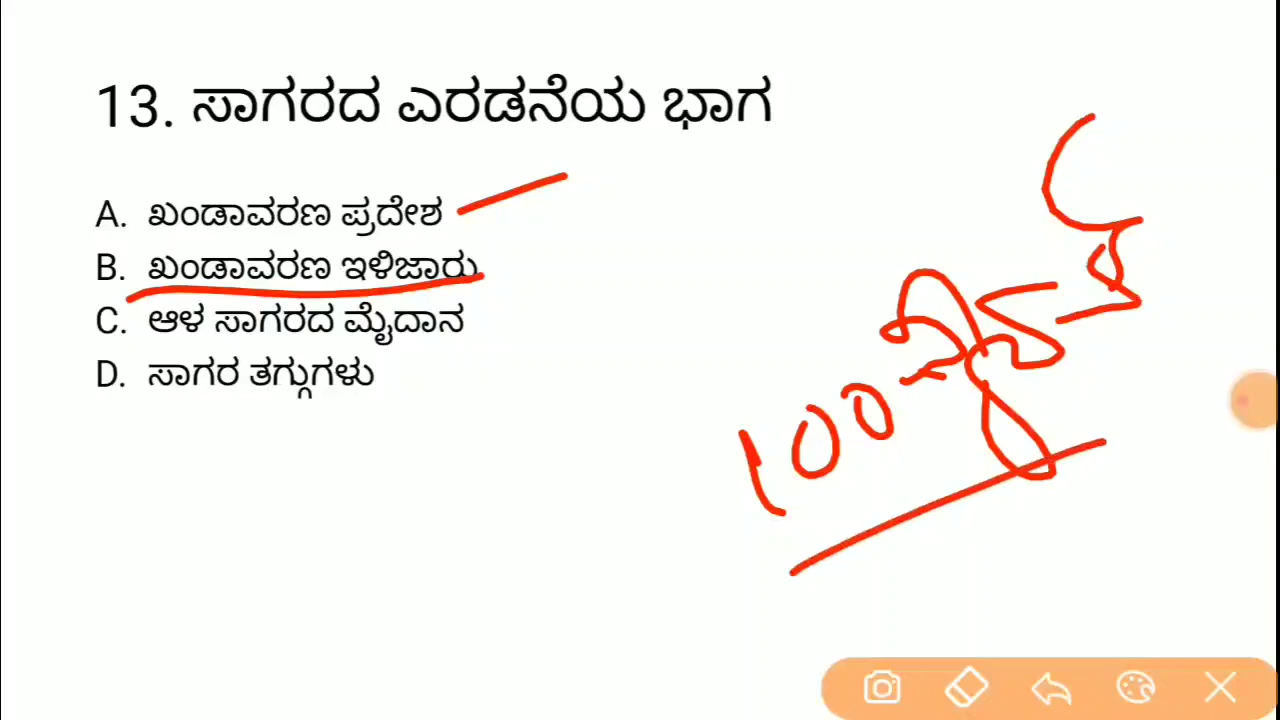 13. ಸಾಗರದ ಎರಡನೆಯ ಭಾಗ
A. ಖಂಡಾವರಣ ಪ್ರದೇಶ
B. ಖಂಡಾವರಣ ಇಳಿಜಾರು
C. ಆಳ ಸಾಗರದ ಮೈದಾನ
D. ಸಾಗರ ತಗ್ಗುಗಳು
100